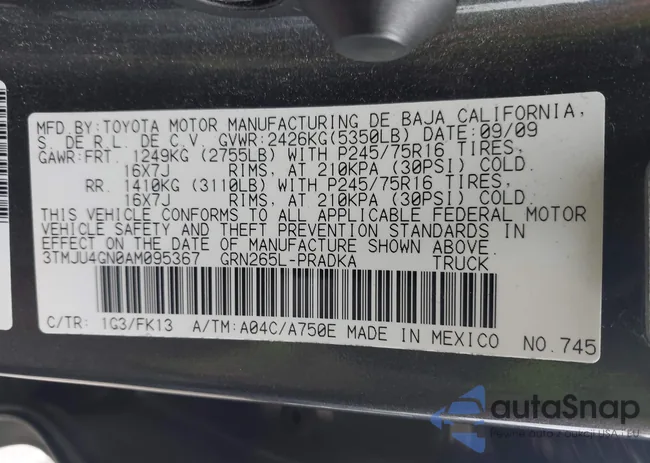 MFD.BY:TOYOTA MOTOR MANUFACTURING DE BAJA CALIFORNIA,
S. DE R.L. DE C.V. GVWR:2426KG(5350LB) DATE:09/09
GAWR:FRT. 1249KG (2755LB) WITH P245/75R16 TIRES,
16X7J RIMS, AT 210KPA (30PSI) COLD.
RR. 1410KG (3110LB) WITH P245/75R16 TIRES,
16X7J RIMS, AT 210KPA (30PSI) COLD.
THIS VEHICLE CONFORMS TO ALL APPLICABLE FEDERAL MOTOR
VEHICLE SAFETY AND THEFT PREVENTION STANDARDS IN
EFFECT ON THE DATE OF MANUFACTURE SHOWN ABOVE.
3TMJU4GN0AM095367 GRN265L-PRADKA TRUCK
C/TR: 1G3/FK13 A/TM:A04C/A750E MADE IN MEXICO NO.745
autoSnap